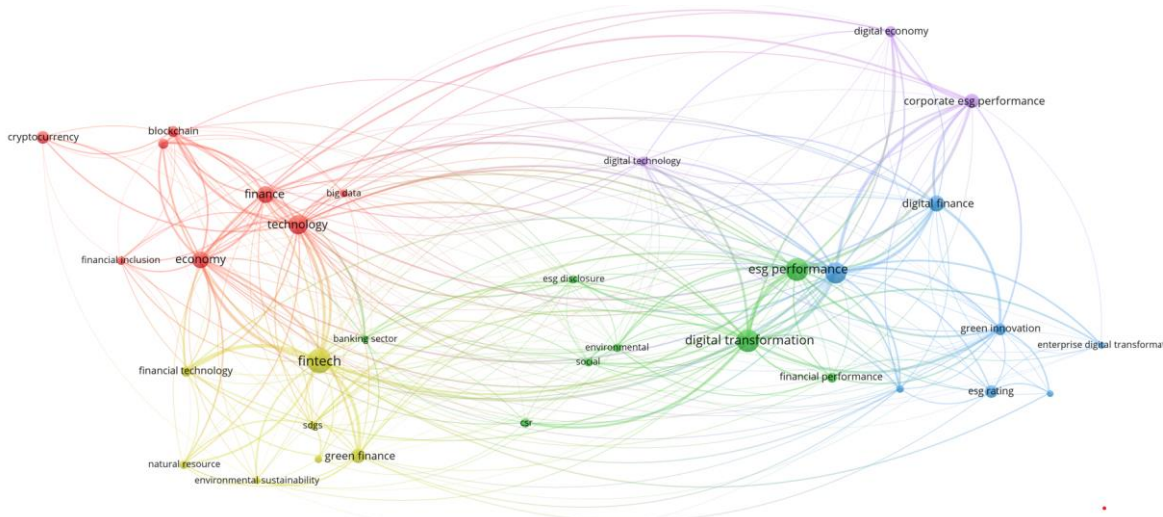 digital economy
corporate esg performance
cryptocurrency
blockchain
digital technology
finance
big data
digital finance
technology
financial inclusion
economy
esg performance
esg disclosure
green innovation
banking sector
digital transformation
enterprise digital transformat
environmental
fintech
social
financial technology
financial performance
esg rating
sdgs
csr
green finance
natural resource
environmental sustainability